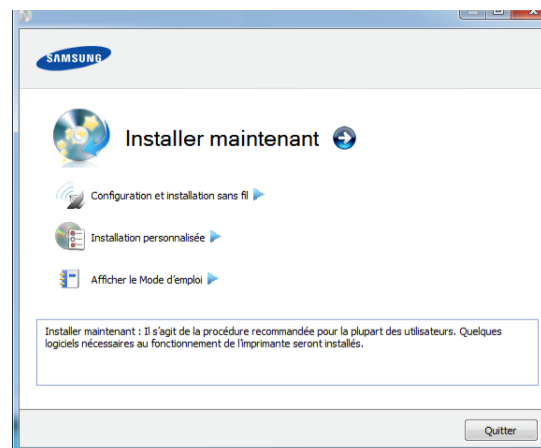 SAMSUNG
Installer maintenant
Configuration et installation sans fil
Installation personnalisée
Afficher le Mode d'emploi
Installer maintenant : Il s'agit de la procédure recommandée pour la plupart des utilisateurs. Quelques
logiciels nécessaires au fonctionnement de l'imprimante seront installés.
Quitter